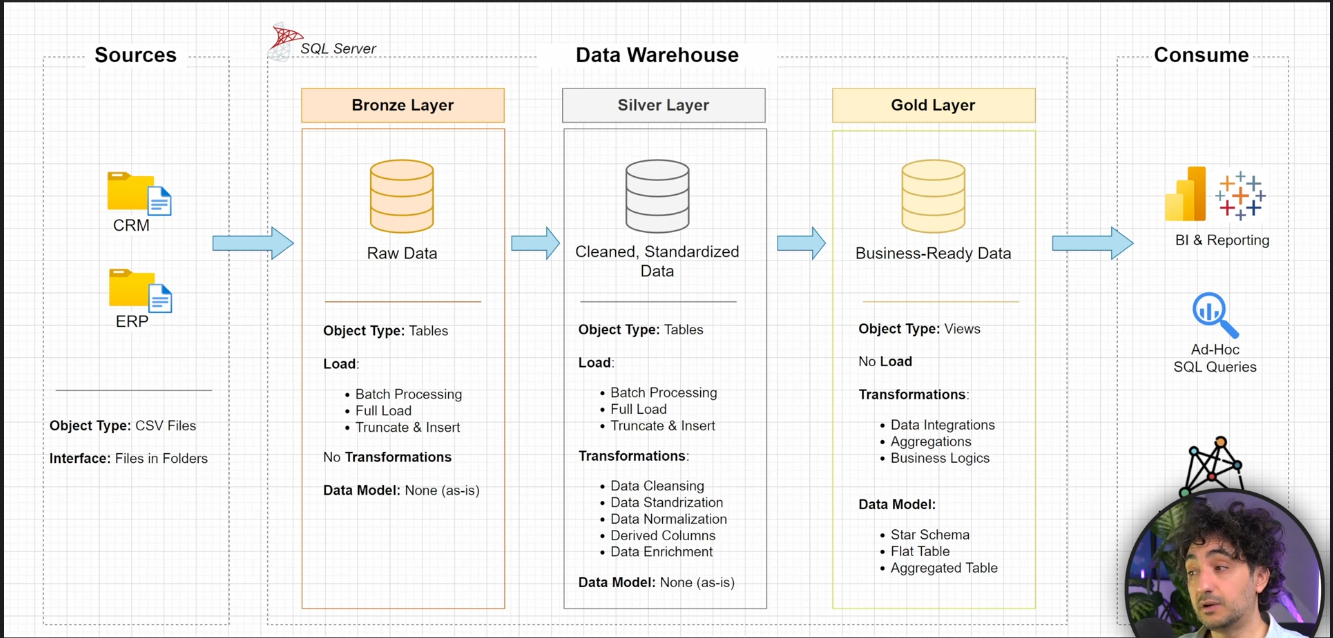 Sources
CRM
ERP
Object Type: CSV Files
Interface: Files in Folders
SQL Server
Data Warehouse
Bronze Layer
Raw Data
Object Type: Tables
Load:
• Batch Processing
• Full Load
• Truncate & Insert
No Transformations
Data Model: None (as-is)
Silver Layer
Cleaned, Standardized
Data
Object Type: Tables
Load:
• Batch Processing
• Full Load
• Truncate & Insert
Transformations:
• Data Cleansing
• Data Standrization
• Data Normalization
• Derived Columns
• Data Enrichment
Data Model: None (as-is)
Gold Layer
Business-Ready Data
Object Type: Views
No Load
Transformations:
• Data Integrations
• Aggregations
• Business Logics
Data Model:
• Star Schema
• Flat Table
• Aggregated Table
Consume
BI & Reporting
Ad-Hoc
SQL Queries